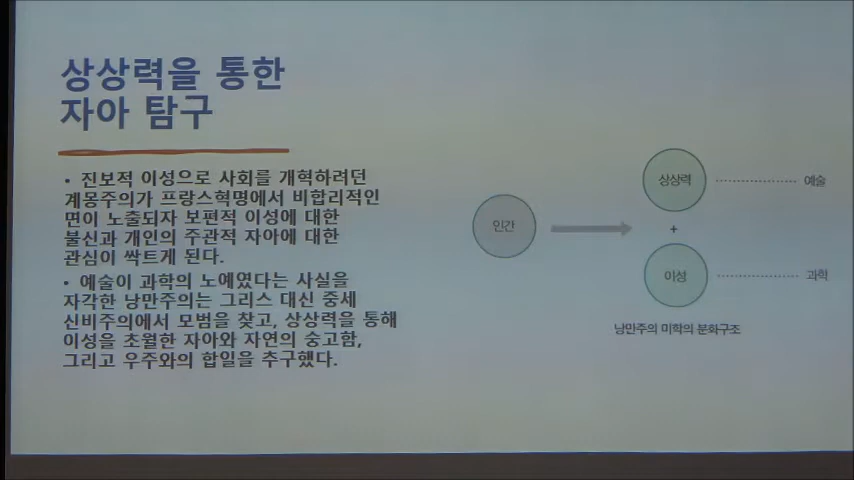 상상력을 통한
자아 탐구
• 진보적 이성으로 사회를 개혁하려던
계몽주의가 프랑스혁명에서 비합리적인
면이 노출되자 보편적 이성에 대한
불신과 개인의 주관적 자아에 대한
관심이 싹트게 된다.
• 예술이 과학의 노예였다는 사실을
자각한 낭만주의는 그리스 대신 중세
신비주의에서 모범을 찾고, 상상력을 통해
이성을 초월한 자아와 자연의 숭고함,
그리고 우주와의 합일을 추구했다.
인간
상상력
예술
+
이성
과학
낭만주의 미학의 분화구조